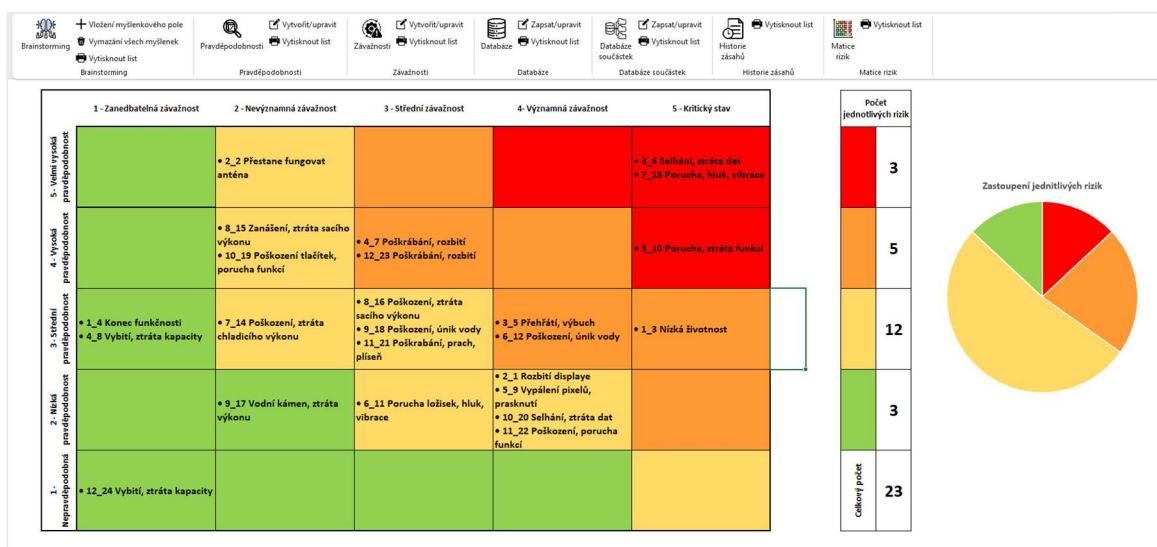 Brainstorming
Vložení myšlenkového pole
Vymazání všech myšlenek
Vytisknout list
Brainstorming
Pravděpodobnosti
Vytvořit/upravit
Vytisknout list
Pravděpodobnosti
Závažnosti
Vytvořit/upravit
Vytisknout list
Závažnosti
Databáze
Zapsat/upravit
Vytisknout list
Databáze
Databáze
součástek
Zapsat/upravit
Vytisknout list
Databáze součástek
Historie
zásahů
Vytisknout list
Historie zásahů
Matice
rizik
Vytisknout list
Matice rizik
1 - Zanedbatelná závažnost
2 - Nevýznamná závažnost
3 - Střední závažnost
4- Významná závažnost
5 - Kritický stav
5 - Velmi vysoká
pravděpodobnost
• 2_2 Přestane fungovat
anténa
• 3_6 Selhání, ztráta dat
• 7_13 Porucha, hluk, vibrace
4 - Vysoká
pravděpodobnost
• 8_15 Zanášení, ztráta sacího
výkonu
• 10_19 Poškození tlačítek,
porucha funkcí
• 4_7 Poškrábání, rozbití
• 12_23 Poškrábání, rozbití
• 5_10 Porucha, ztráta funkcí
3 - Střední
pravděpodobnost
• 1_4 Konec funkčnosti
• 4_8 Vybití, ztráta kapacity
• 7_14 Poškození, ztráta
chladicího výkonu
• 8_16 Poškození, ztráta
sacího výkonu
• 9_18 Poškození, únik vody
• 11_21 Poškrabání, prach,
plíseň
• 3_5 Přehřátí, výbuch
• 6_12 Poškození, únik vody
• 1_3 Nízká životnost
2 - Nízká
pravděpodobnost
• 9_17 Vodní kámen, ztráta
výkonu
• 6_11 Porucha ložisek, hluk,
vibrace
• 2_1 Rozbití displaye
• 5_9 Vypálení pixelů,
prasknutí
• 10_20 Selhání, ztráta dat
• 11_22 Poškození, porucha
funkcí
1 -
Nepravděpodobná
• 12_24 Vybití, ztráta kapacity
Počet
jednotlivých rizik
3
5
12
3
Celkový počet
23
Zastoupení jednitlivých rizik